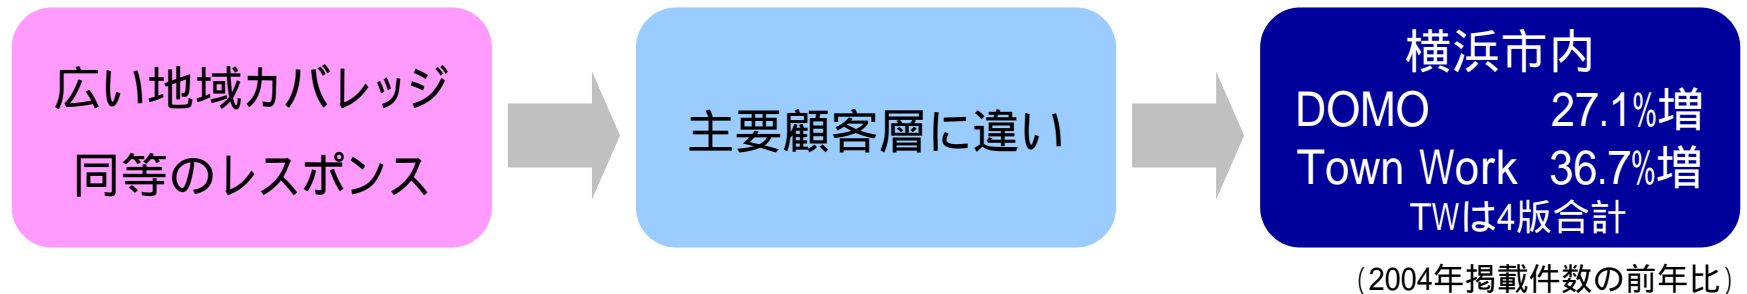 広い地域カバレッジ
同等のレスポンス
主要顧客層に違い
横浜市内
DOMO 27.1%増
Town Work 36.7%増
TWは4版合計
(2004年掲載件数の前年比)